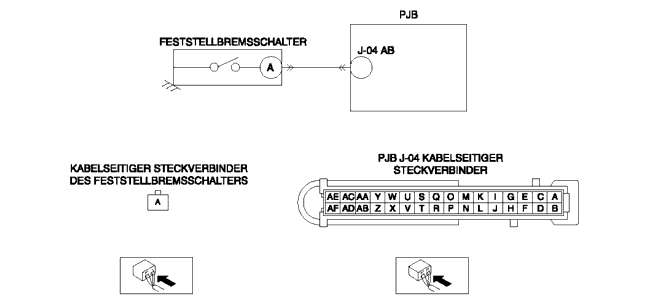 PJB
FESTSTELLBREMSSCHALTER
J-04 AB
A
KABELSEITIGER STECKVERBINDER
DES FESTSTELLBREMSSCHALTERS
A
PJB J-04 KABELSEITIGER
STECKVERBINDER
AE AC AA Y W U S Q O M K I G E C A
AF AD AB Z X V T R P N L J H F D B